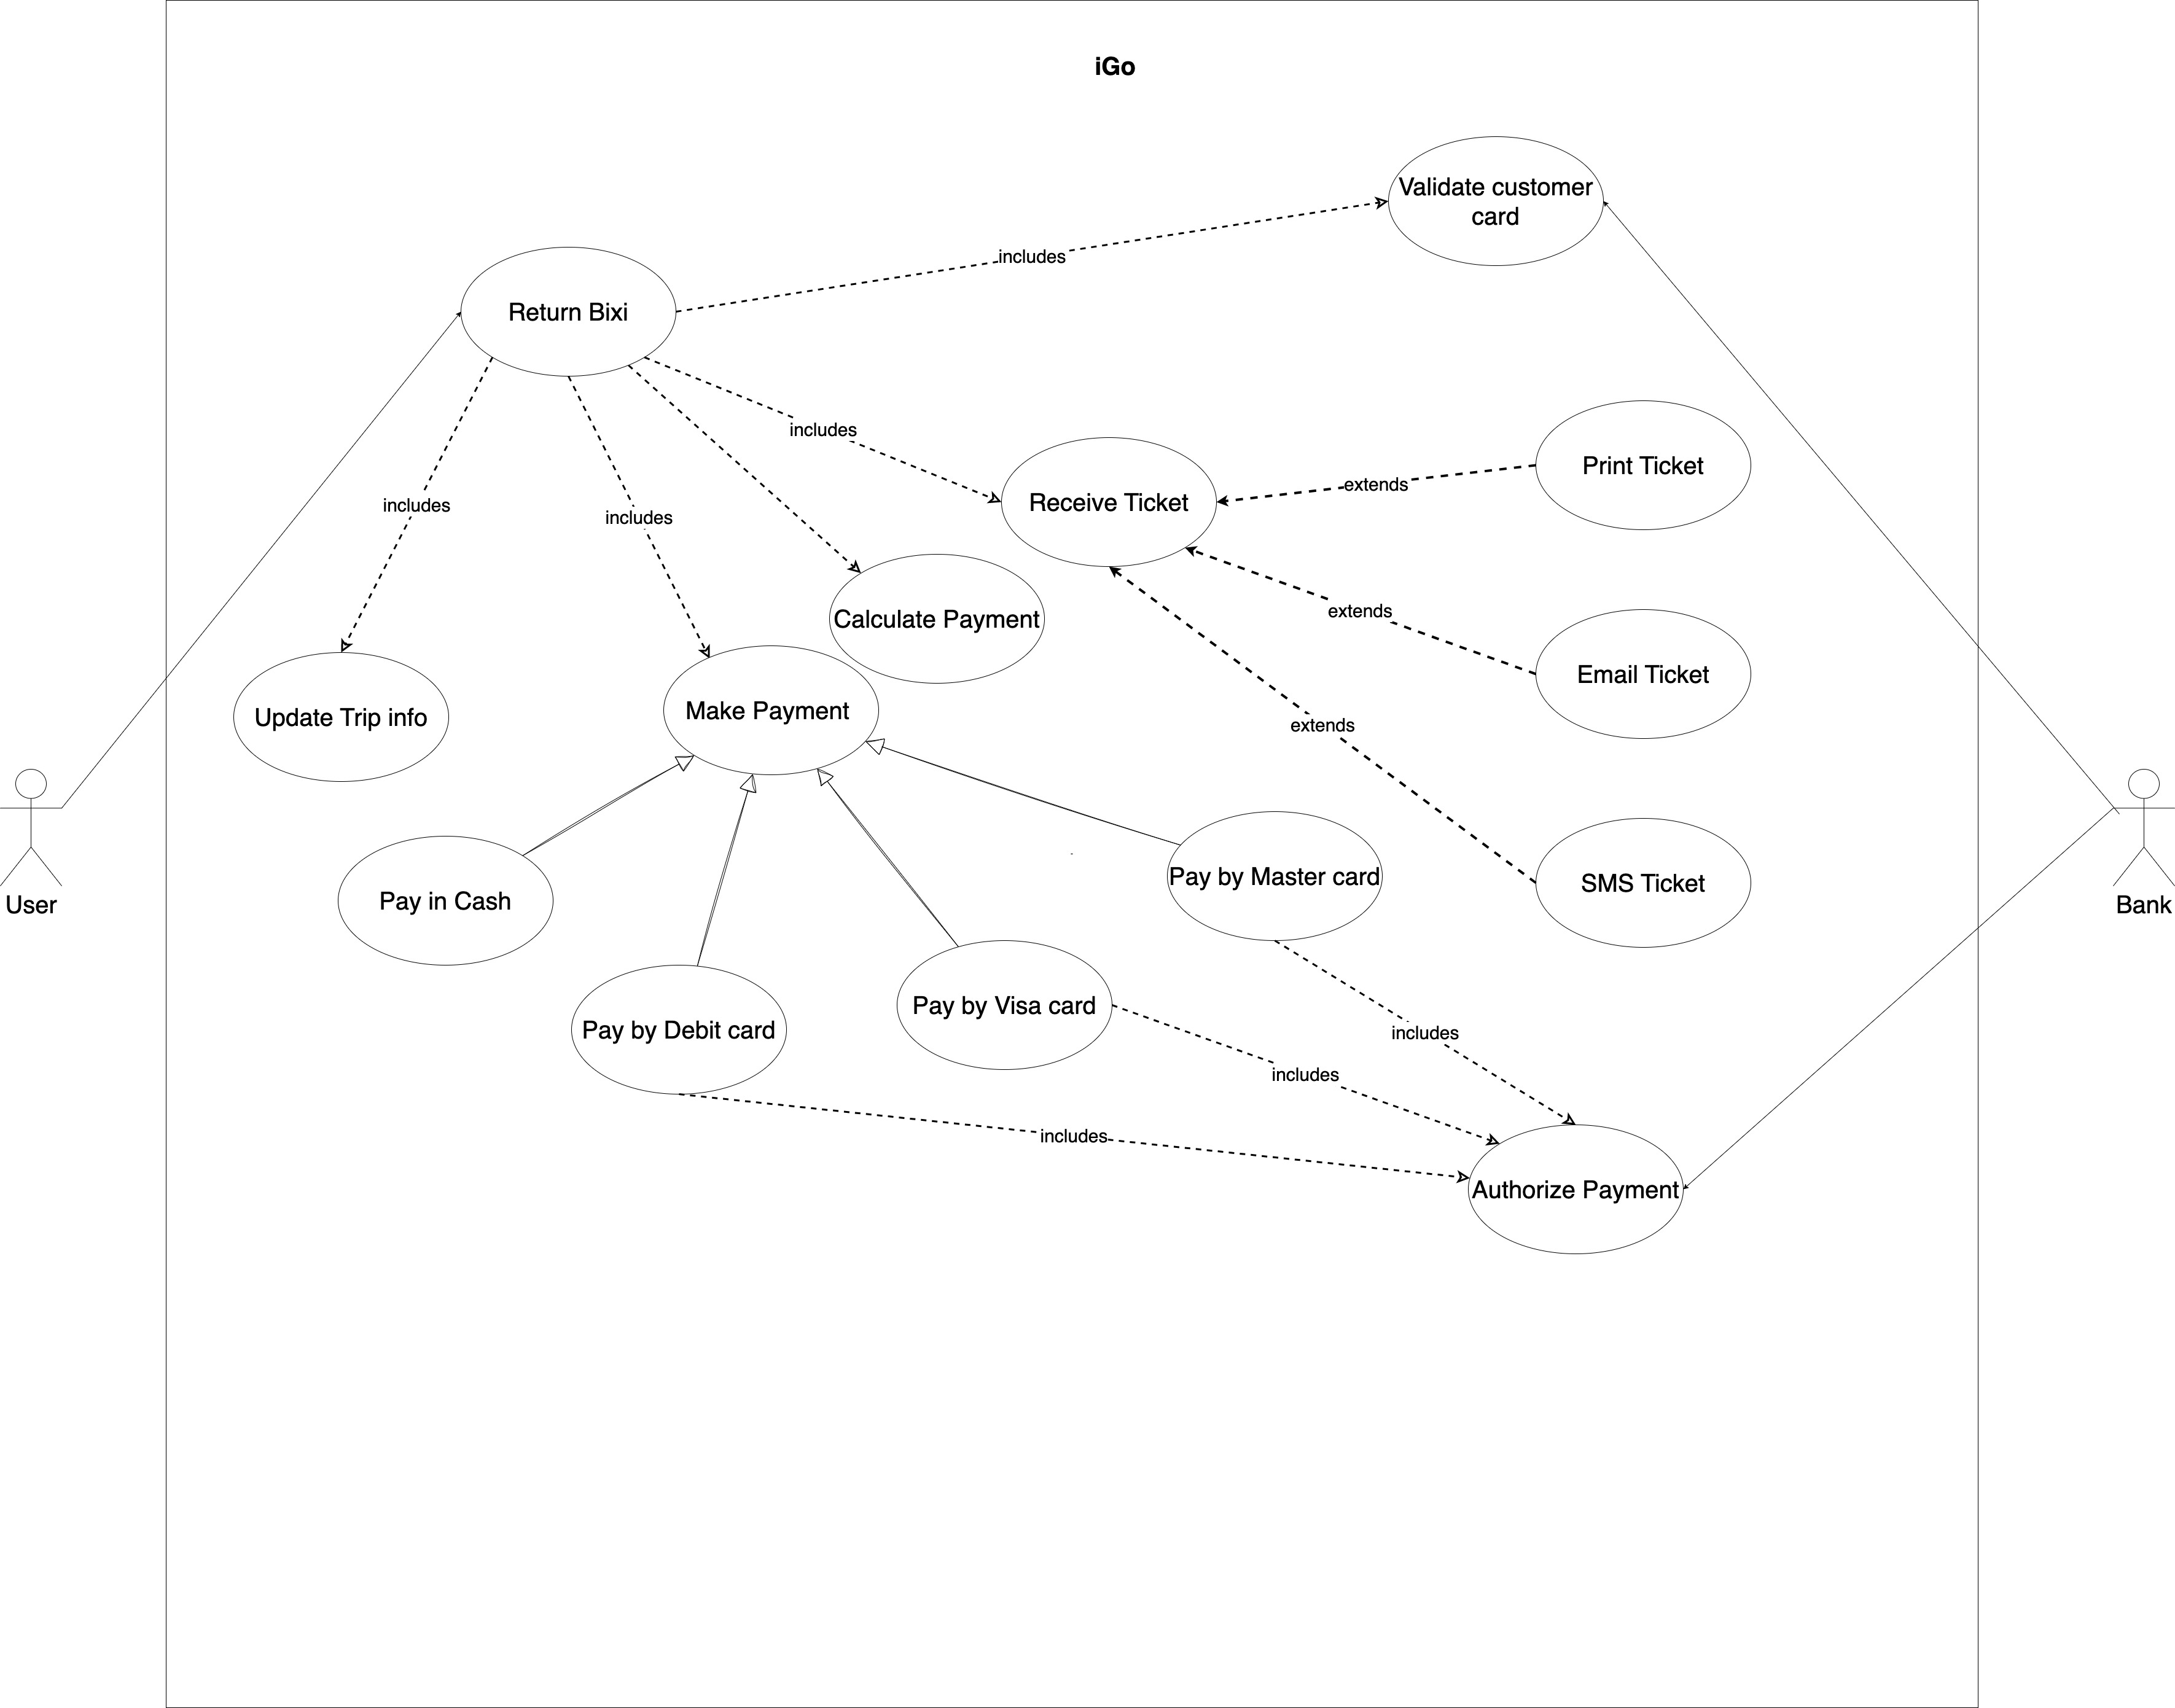 iGo
Validate customer
card
includes
Return Bixi
includes
Print Ticket
extends
Receive Ticket
includes
includes
extends
Calculate Payment
Email Ticket
Make Payment
Update Trip info
extends
Pay by Master card
SMS Ticket
Pay in Cash
User
Bank
Pay by Visa card
Pay by Debit card
includes
includes
includes
Authorize Payment